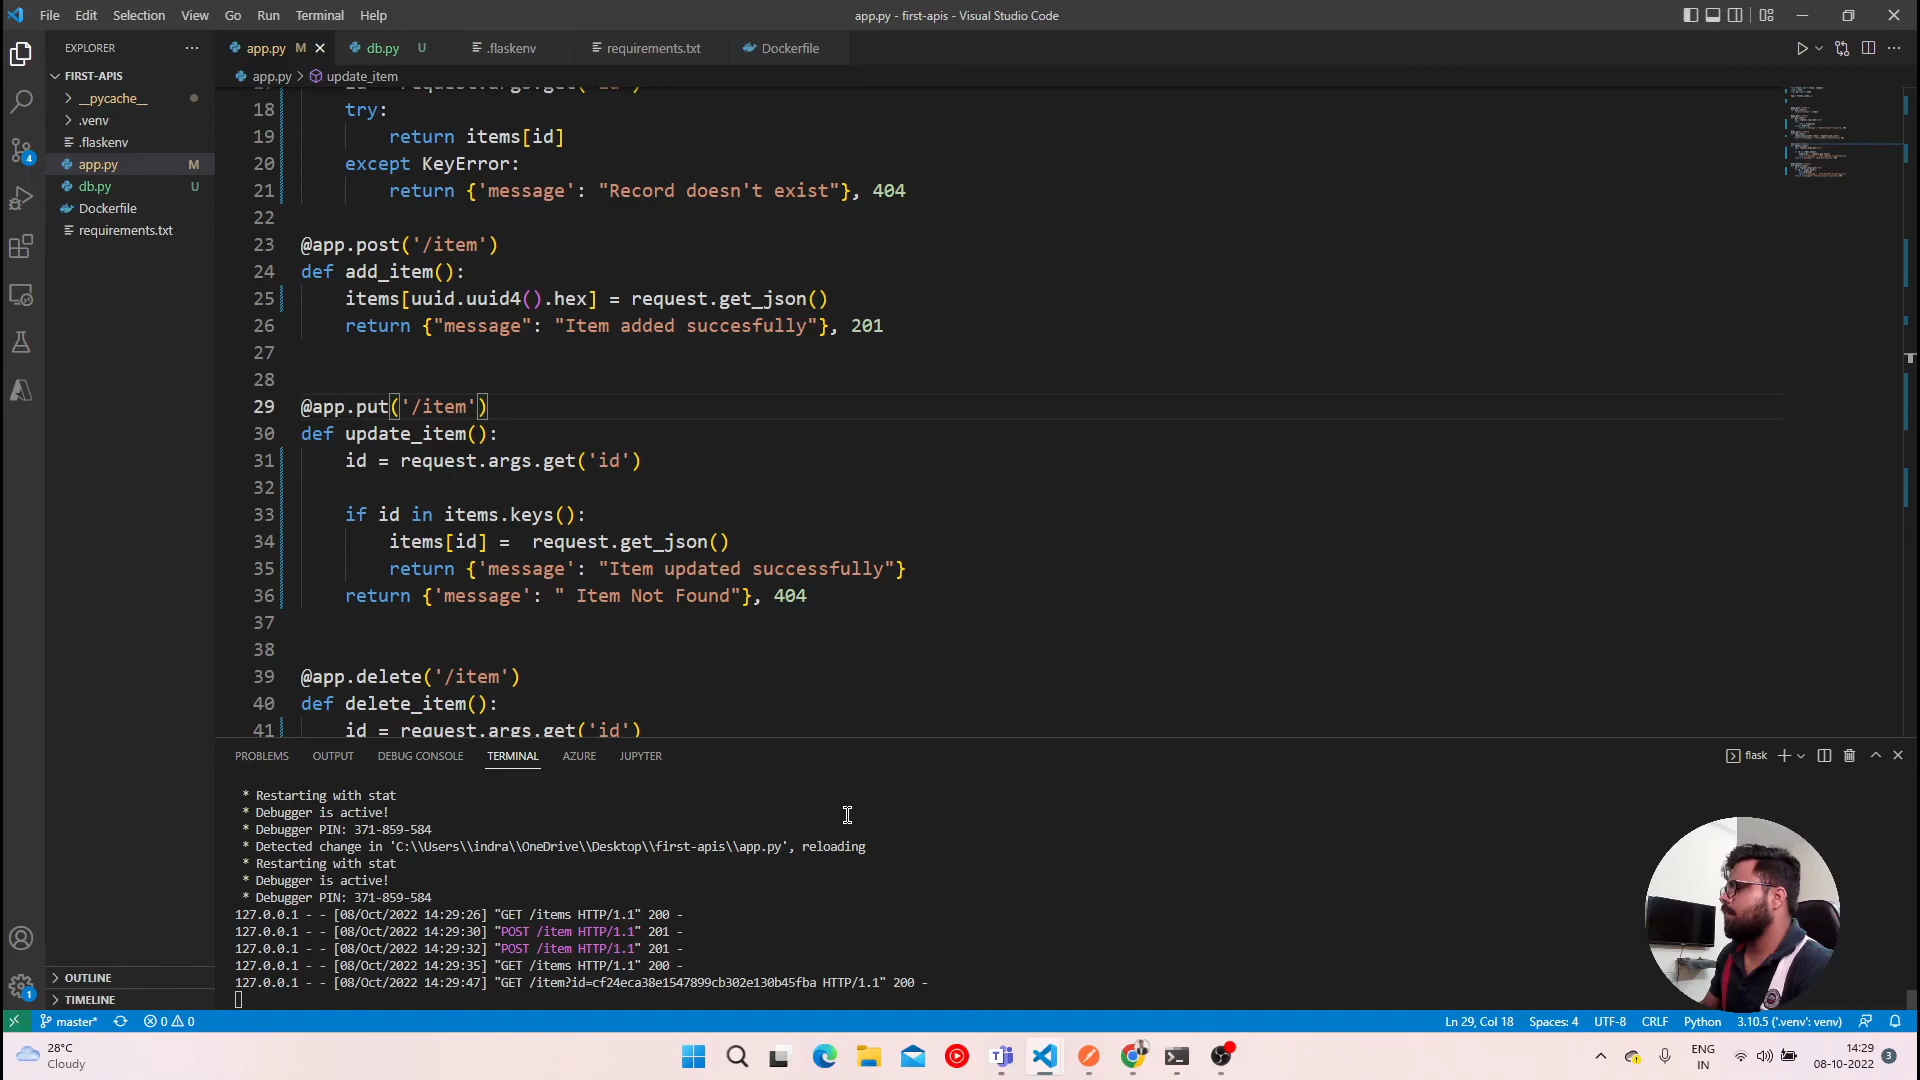 File Edit Selection View Go Run Terminal Help
app.py - first-apis - Visual Studio Code
EXPLORER
FIRST-APIS
__pycache__
.venv
.flaskenv
app.py M
db.py U
Dockerfile
requirements.txt
OUTLINE
TIMELINE
4
1
app.py M
db.py U
.flaskenv
requirements.txt
Dockerfile
app.py > update_item
18 try:
19 return items[id]
20 except KeyError:
21 return {'message': "Record doesn't exist"}, 404
22
23 @app.post('/item')
24 def add_item():
25 items[uuid.uuid4().hex] = request.get_json()
26 return {"message": "Item added succesfully"}, 201
27
28
29 @app.put('/item')
30 def update_item():
31 id = request.args.get('id')
32
33 if id in items.keys():
34 items[id] =  request.get_json()
35 return {'message': "Item updated successfully"}
36 return {'message': " Item Not Found"}, 404
37
38
39 @app.delete('/item')
40 def delete_item():
41 id = request.args.get('id')
PROBLEMS OUTPUT DEBUG CONSOLE TERMINAL AZURE JUPYTER
flask
* Restarting with stat
* Debugger is active!
* Debugger PIN: 371-859-584
* Detected change in 'C:\\Users\\indra\\OneDrive\\Desktop\\first-apis\\app.py', reloading
* Restarting with stat
* Debugger is active!
* Debugger PIN: 371-859-584
127.0.0.1 - - [08/Oct/2022 14:29:26] "GET /items HTTP/1.1" 200 -
127.0.0.1 - - [08/Oct/2022 14:29:30] "POST /item HTTP/1.1" 201 -
127.0.0.1 - - [08/Oct/2022 14:29:32] "POST /item HTTP/1.1" 201 -
127.0.0.1 - - [08/Oct/2022 14:29:35] "GET /items HTTP/1.1" 200 -
127.0.0.1 - - [08/Oct/2022 14:29:47] "GET /item?id=cf24eca38e1547899cb302e130b45fba HTTP/1.1" 200 -
master* 0 0
Ln 29, Col 18 Spaces: 4 UTF-8 CRLF Python 3.10.5 ('.venv': venv)
28°C
Cloudy
ENG
IN
14:29
08-10-2022
3